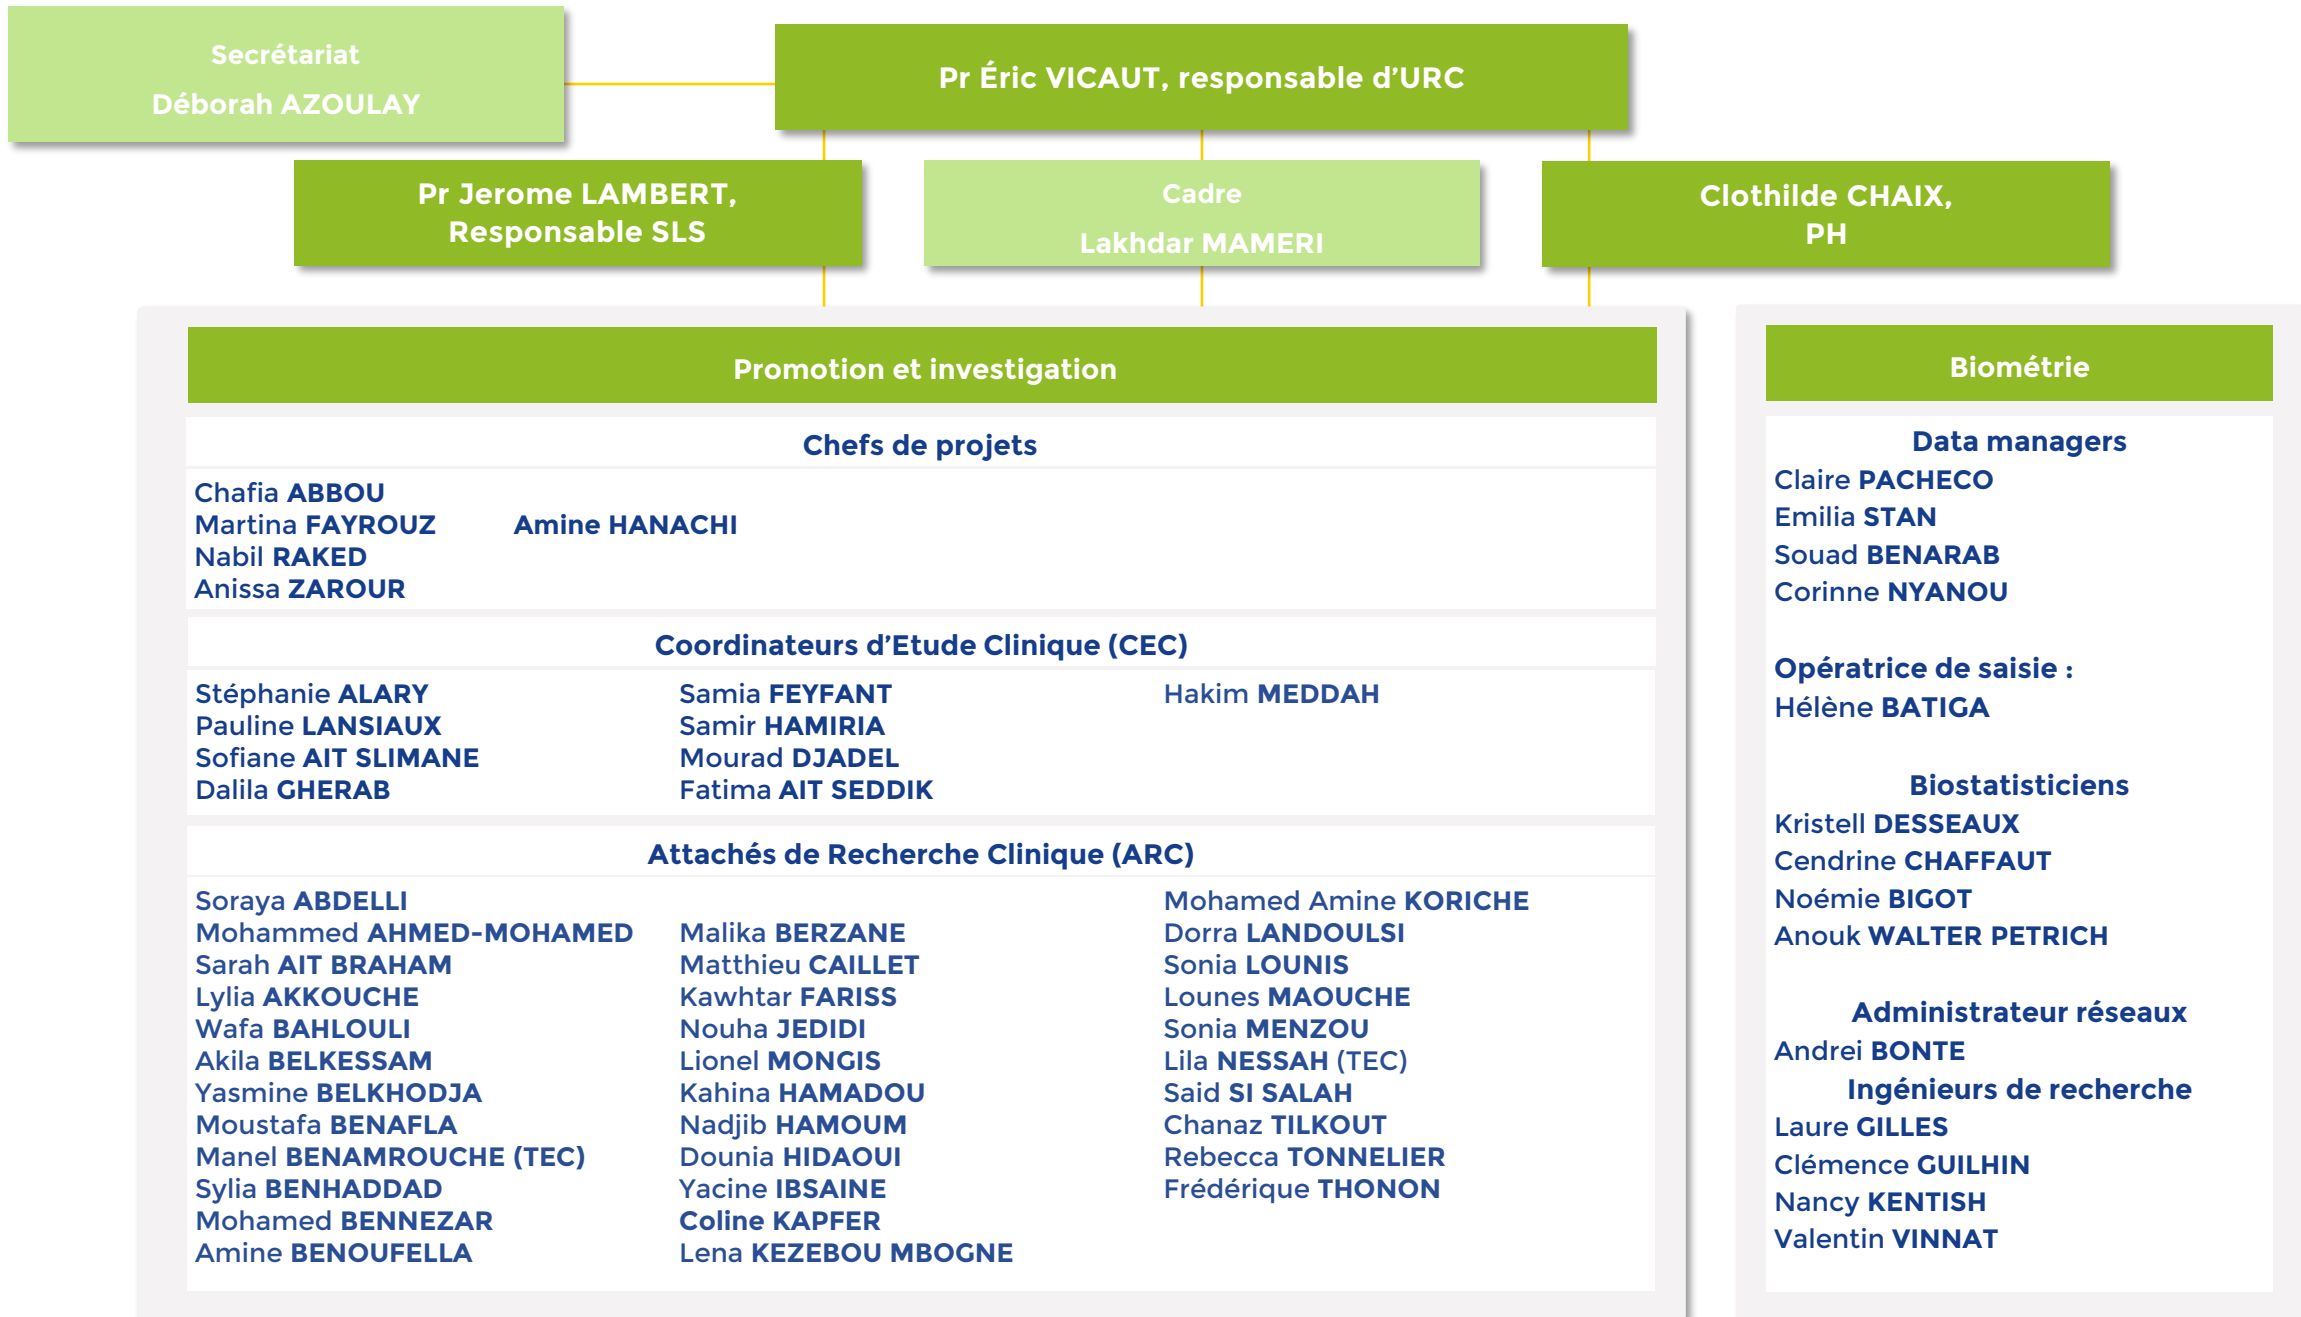 Secrétariat
Déborah AZOULAY
Pr Éric VICAUT, responsable d’URC
Pr Jerome LAMBERT,
Responsable SLS
Cadre
Lakhdar MAMERI
Clothilde CHAIX,
PH
Promotion et investigation
Chefs de projets
Chafia ABBOU
Martina FAYROUZ Amine HANACHI
Nabil RAKED
Anissa ZAROUR
Coordinateurs d’Etude Clinique (CEC)
Stéphanie ALARY
Pauline LANSIAUX
Sofiane AIT SLIMANE
Dalila GHERAB
Samia FEYFANT
Samir HAMIRIA
Mourad DJADEL
Fatima AIT SEDDIK
Hakim MEDDAH
Attachés de Recherche Clinique (ARC)
Soraya ABDELLI
Mohammed AHMED-MOHAMED
Sarah AIT BRAHAM
Lylia AKKOUCHE
Wafa BAHLOULI
Akila BELKESSAM
Yasmine BELKHODJA
Moustafa BENAFLA
Manel BENAMROUCHE (TEC)
Sylia BENHADDAD
Mohamed BENNEZAR
Amine BENOUFELLA
Malika BERZANE
Matthieu CAILLET
Kawhtar FARISS
Nouha JEDIDI
Lionel MONGIS
Kahina HAMADOU
Nadjib HAMOUM
Dounia HIDAOUI
Yacine IBSAINE
Coline KAPFER
Lena KEZEBOU MBOGNE
Mohamed Amine KORICHE
Dorra LANDOULSI
Sonia LOUNIS
Lounes MAOUCHE
Sonia MENZOU
Lila NESSAH (TEC)
Said SI SALAH
Chanaz TILKOUT
Rebecca TONNELIER
Frédérique THONON
Biométrie
Data managers
Claire PACHECO
Emilia STAN
Souad BENARAB
Corinne NYANOU
Opératrice de saisie :
Hélène BATIGA
Biostatisticiens
Kristell DESSEAUX
Cendrine CHAFFAUT
Noémie BIGOT
Anouk WALTER PETRICH
Administrateur réseaux
Andrei BONTE
Ingénieurs de recherche
Laure GILLES
Clémence GUILHIN
Nancy KENTISH
Valentin VINNAT